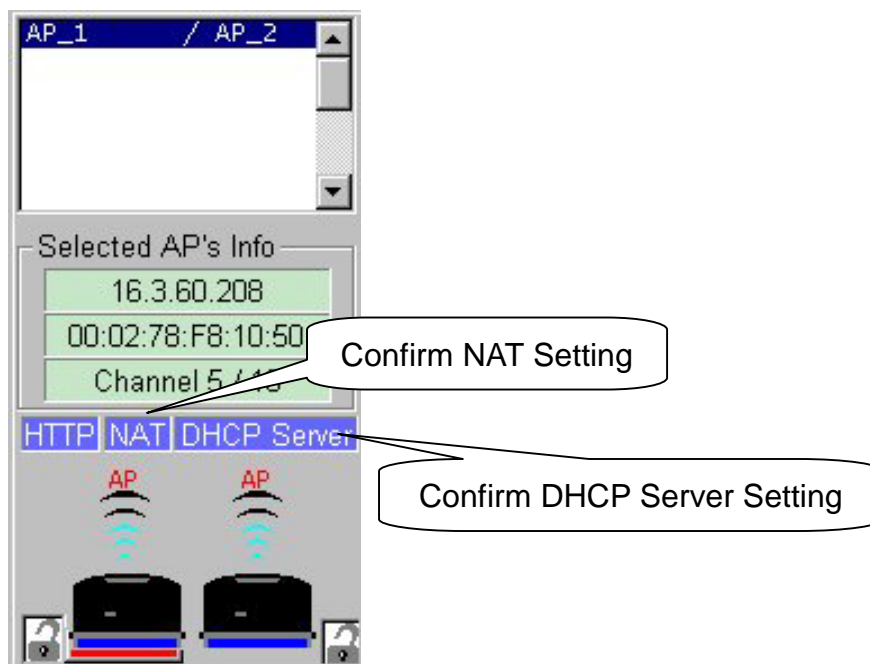 AP_1 / AP_2
Selected AP's Info
16.3.60.208
00:02:78:F8:10:50
Confirm NAT Setting
Channel 5 /
HTTP NAT DHCP Server
Confirm DHCP Server Setting
AP AP